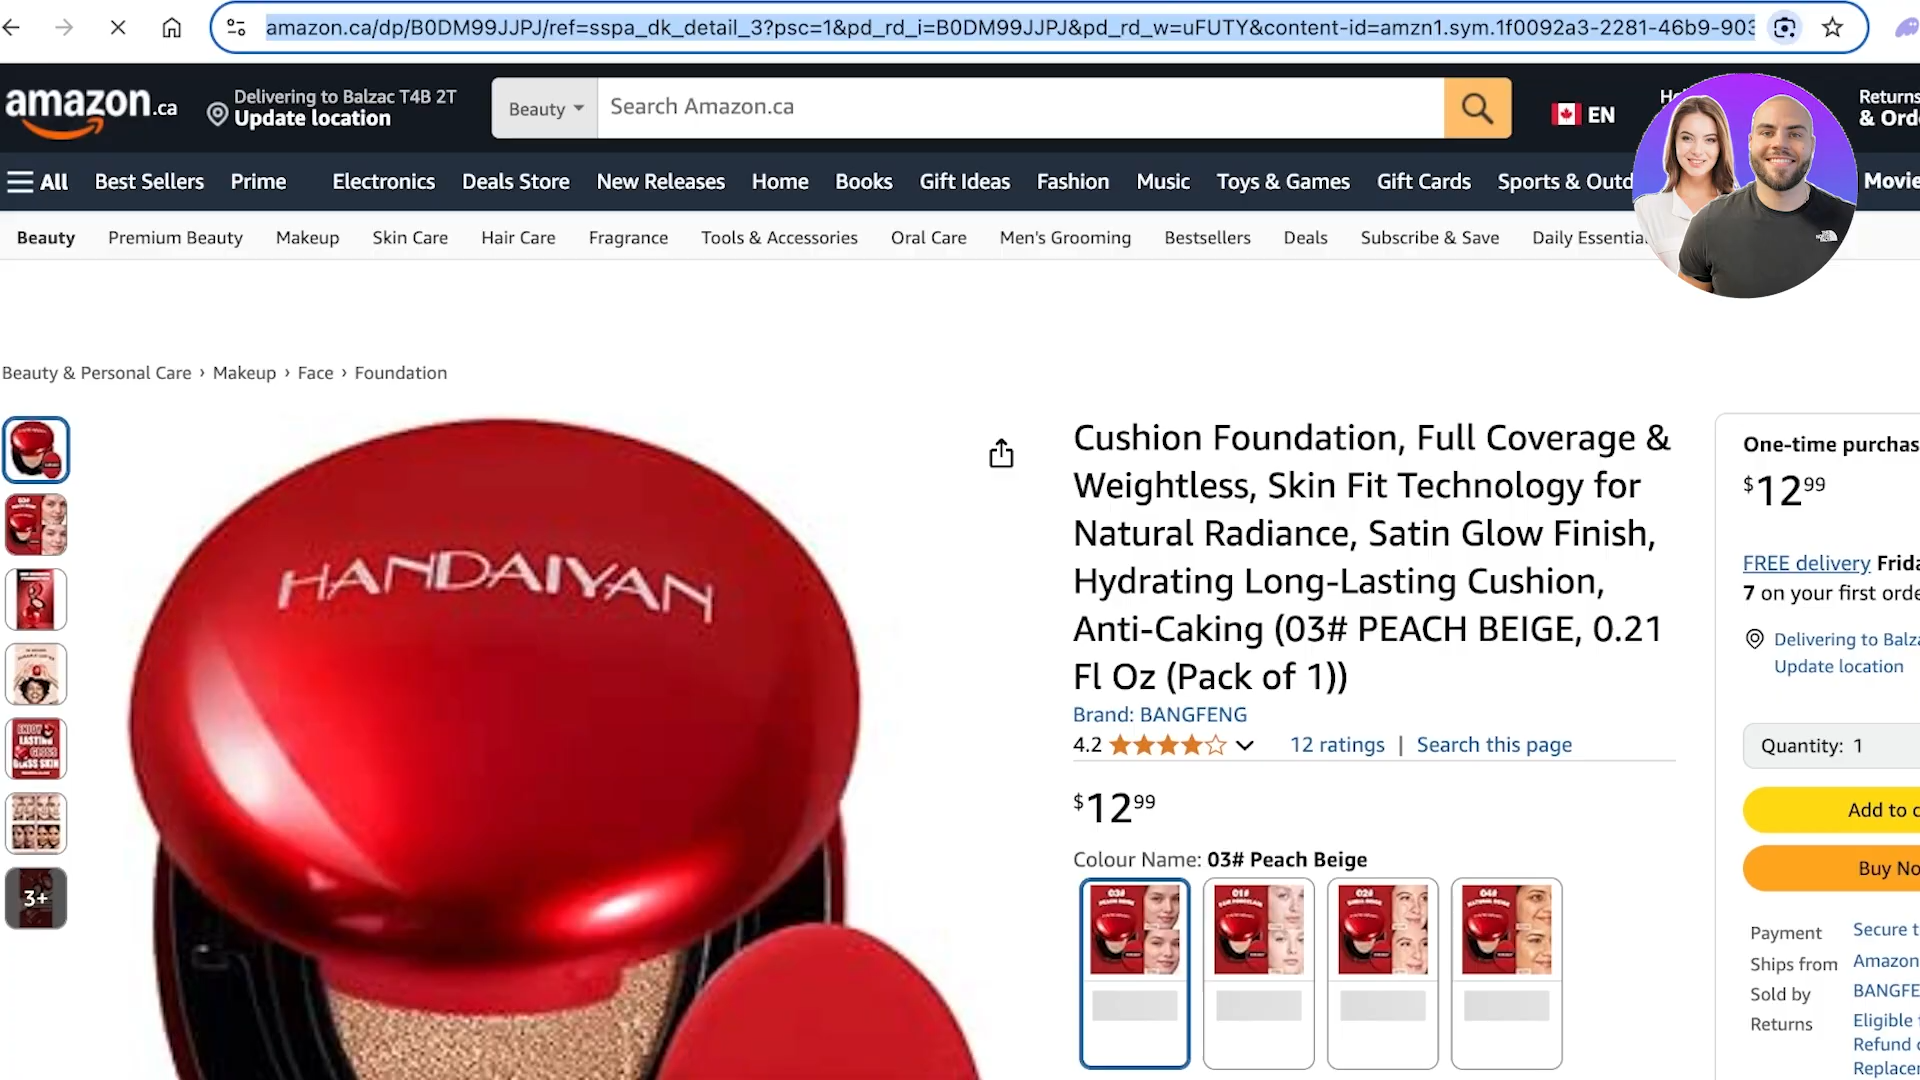 amazon.ca/dp/B0DM99JJPJ/ref=sspa_dk_detail_3?psc=1&pd_rd_i=B0DM99JJPJ&pd_rd_w=uFUTY&content-id=amzn1.sym.1f0092a3-2281-46b9-903
amazon.ca
Delivering to Balzac T4B 2T
Update location
Beauty
Search Amazon.ca
EN
Returns
& Orde
All Best Sellers Prime Electronics Deals Store New Releases Home Books Gift Ideas Fashion Music Toys & Games Gift Cards Sports & Outd Movie
Beauty Premium Beauty Makeup Skin Care Hair Care Fragrance Tools & Accessories Oral Care Men's Grooming Bestsellers Deals Subscribe & Save Daily Essentia
Beauty & Personal Care › Makeup › Face › Foundation
HANDAIYAN
3+
Cushion Foundation, Full Coverage &
Weightless, Skin Fit Technology for
Natural Radiance, Satin Glow Finish,
Hydrating Long-Lasting Cushion,
Anti-Caking (03# PEACH BEIGE, 0.21
Fl Oz (Pack of 1))
Brand: BANGFENG
4.2 12 ratings | Search this page
$12.99
Colour Name: 03# Peach Beige
One-time purchas
$12.99
FREE delivery Frida
7 on your first orde
Delivering to Balza
Update location
Quantity: 1
Add to c
Buy No
Payment Secure t
Ships from Amazon
Sold by BANGFE
Returns Eligible f
Refund o
Replacer